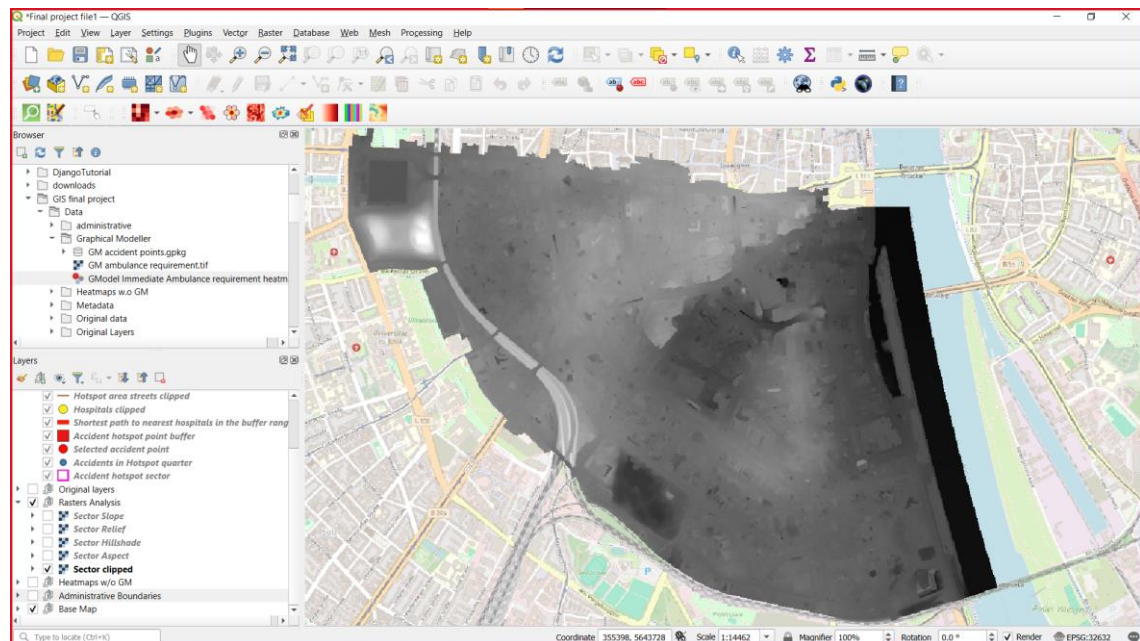 *Final project file1 — QGIS
Project Edit View Layer Settings Plugins Vector Raster Database Web Mesh Processing Help
Browser
DjangoTutorial
downloads
GIS final project
Data
administrative
Graphical Modeller
GM accident points.gpkg
GM ambulance requirement.tif
GModel Immediate Ambulance requirement heatm
Heatmaps w.o GM
Metadata
Original data
Original Layers
Layers
Hotspot area streets clipped
Hospitals clipped
Shortest path to nearest hospitals in the buffer rang
Accident hotspot point buffer
Selected accident point
Accidents in Hotspot quarter
Accident hotspot sector
Original layers
Rasters Analysis
Sector Slope
Sector Relief
Sector Hillshade
Sector Aspect
Sector clipped
Heatmaps w/o GM
Administrative Boundaries
Base Map
Type to locate (Ctrl+K)
Coordinate 355398, 5643728 Scale 1:14462 Magnifier 100% Rotation 0.0 ° Render EPSG:32632